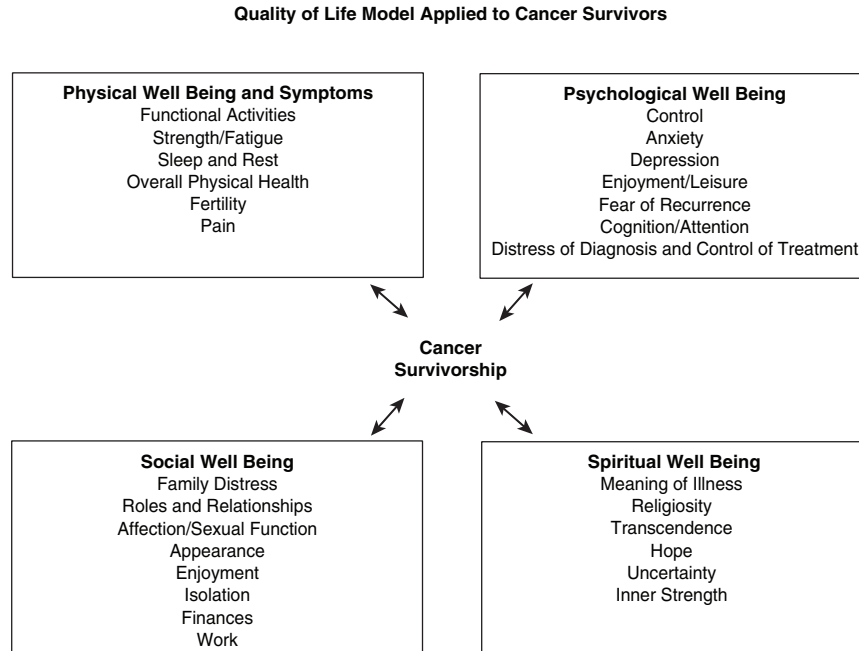 Quality of Life Model Applied to Cancer Survivors
Physical Well Being and Symptoms
Functional Activities
Strength/Fatigue
Sleep and Rest
Overall Physical Health
Fertility
Pain
Psychological Well Being
Control
Anxiety
Depression
Enjoyment/Leisure
Fear of Recurrence
Cognition/Attention
Distress of Diagnosis and Control of Treatment
Cancer
Survivorship
Social Well Being
Family Distress
Roles and Relationships
Affection/Sexual Function
Appearance
Enjoyment
Isolation
Finances
Work
Spiritual Well Being
Meaning of Illness
Religiosity
Transcendence
Hope
Uncertainty
Inner Strength